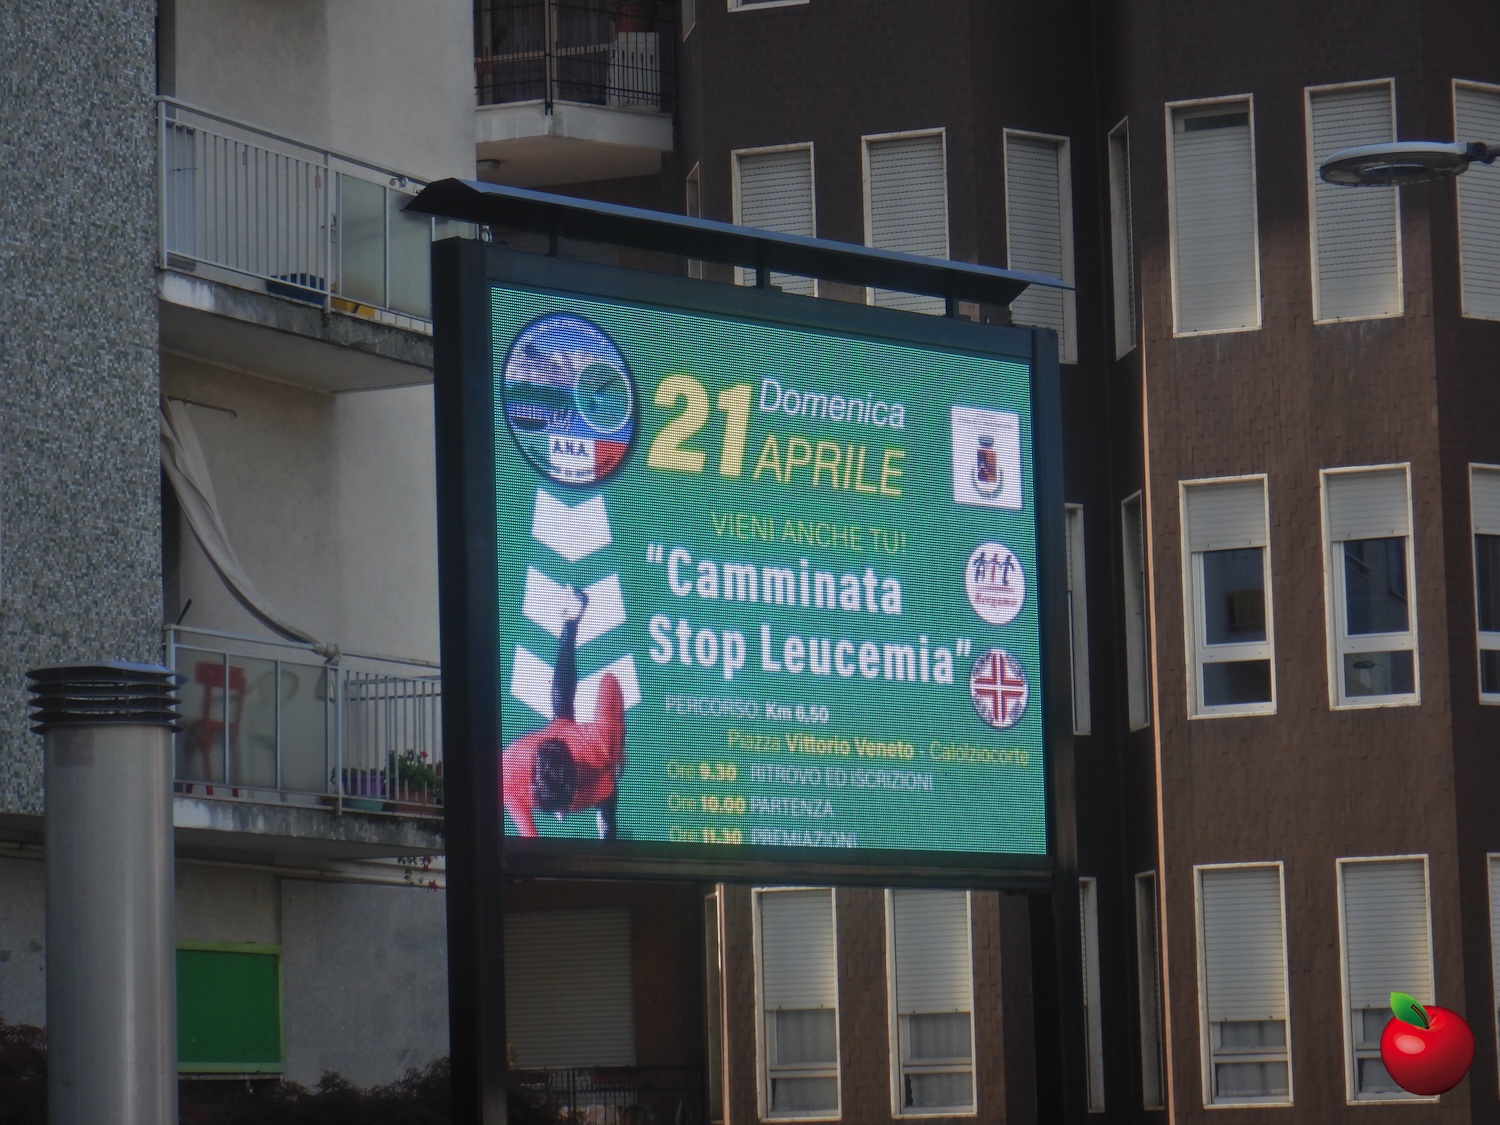 21 Domenica
APRILE
VIENI ANCHE TU!
"Camminata
Stop Leucemia"
PERCORSO Km 6,50
Piazza Vittorio Veneto Calolziocorte
Ore 9.30 RITROVO ED ISCRIZIONI
Ore 10.00 PARTENZA
Ore 11.30 PREMIAZIONI
A.N.A.
Bergamo